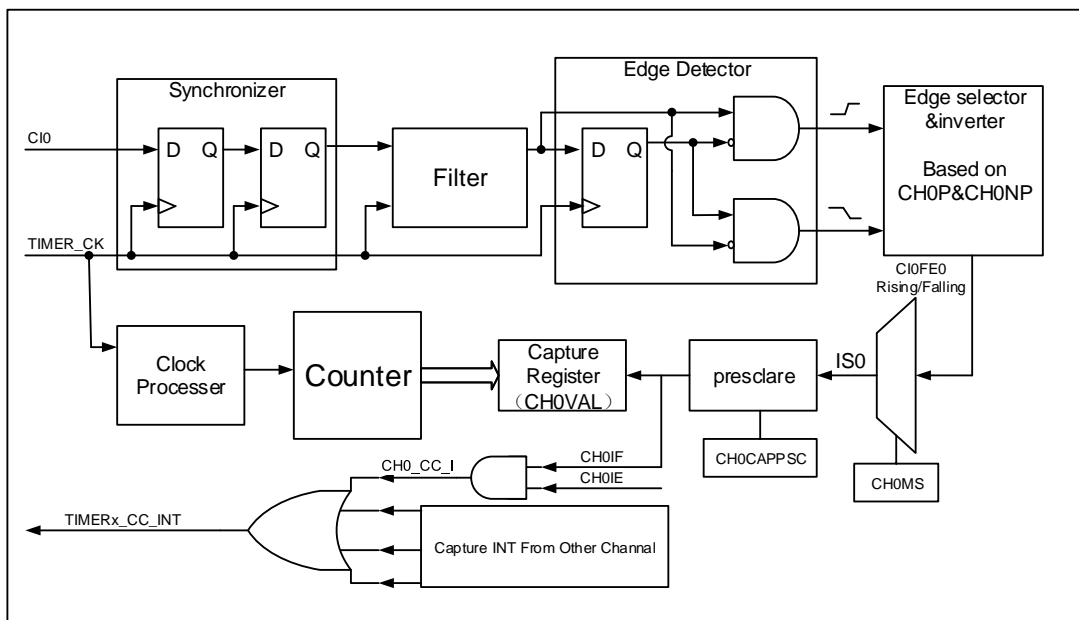 Edge Detector
Synchronizer
Edge selector
&inverter
Based on
CH0P&CH0NP
CI0
D Q
D Q
Filter
D Q
TIMER_CK
CI0FE0
Rising/Falling
Clock
Processer
Counter
Capture
Register
（CH0VAL）
presclare
IS0
CH0CAPPSC
CH0MS
CH0_CC_I
CH0IF
CH0IE
TIMERx_CC_INT
Capture INT From Other Channel